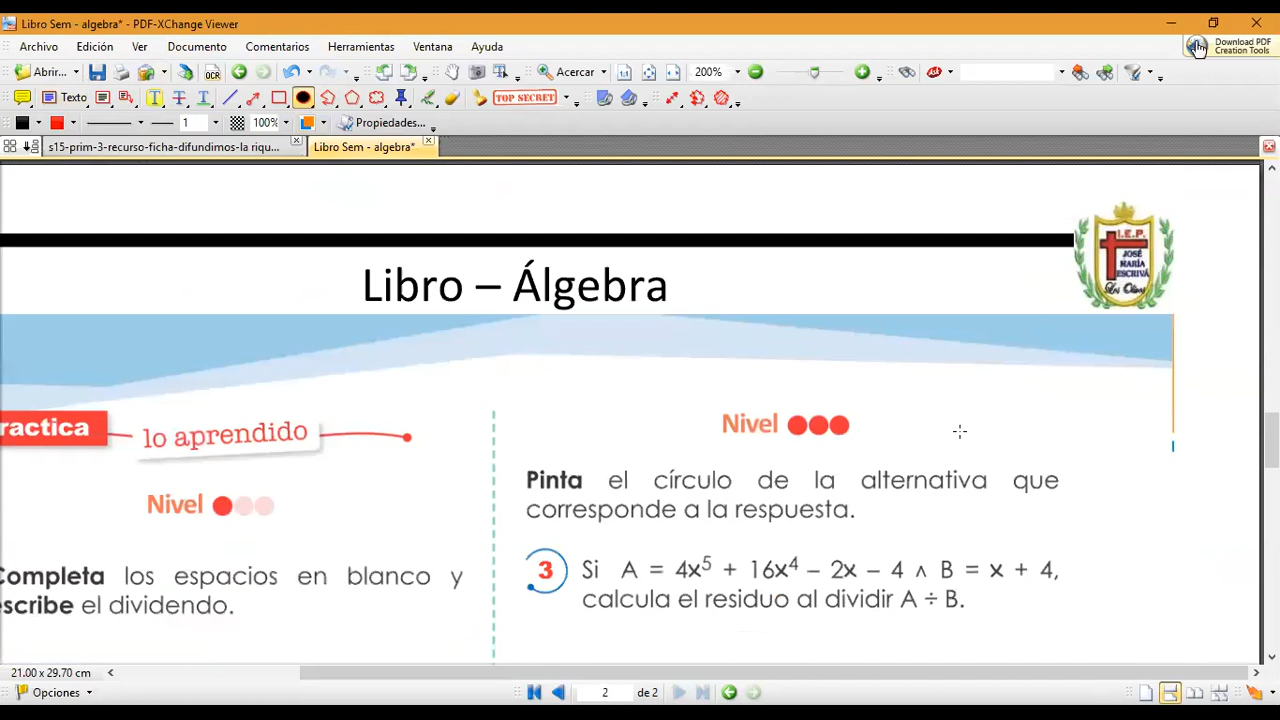 Libro Sem - algebra* - PDF-XChange Viewer
Archivo Edición Ver Documento Comentarios Herramientas Ventana Ayuda
Download PDF
Creation Tools
Abrir... OCR Acercar 200%
Texto T T T TOP SECRET
1 100% Propiedades...
s15-prim-3-recurso-ficha-difundimos-la riqu... Libro Sem - algebra*
I.E.P.
JOSÉ
MARÍA
ESCRIVÁ
Los Olivos
Libro – Álgebra
ractica lo aprendido
Nivel
Completa los espacios en blanco y
escribe el dividendo.
Nivel
Pinta el círculo de la alternativa que
corresponde a la respuesta.
3 Si A = 4x⁵ + 16x⁴ – 2x – 4 ∧ B = x + 4,
calcula el residuo al dividir A ÷ B.
21.00 x 29.70 cm
Opciones 2 de 2